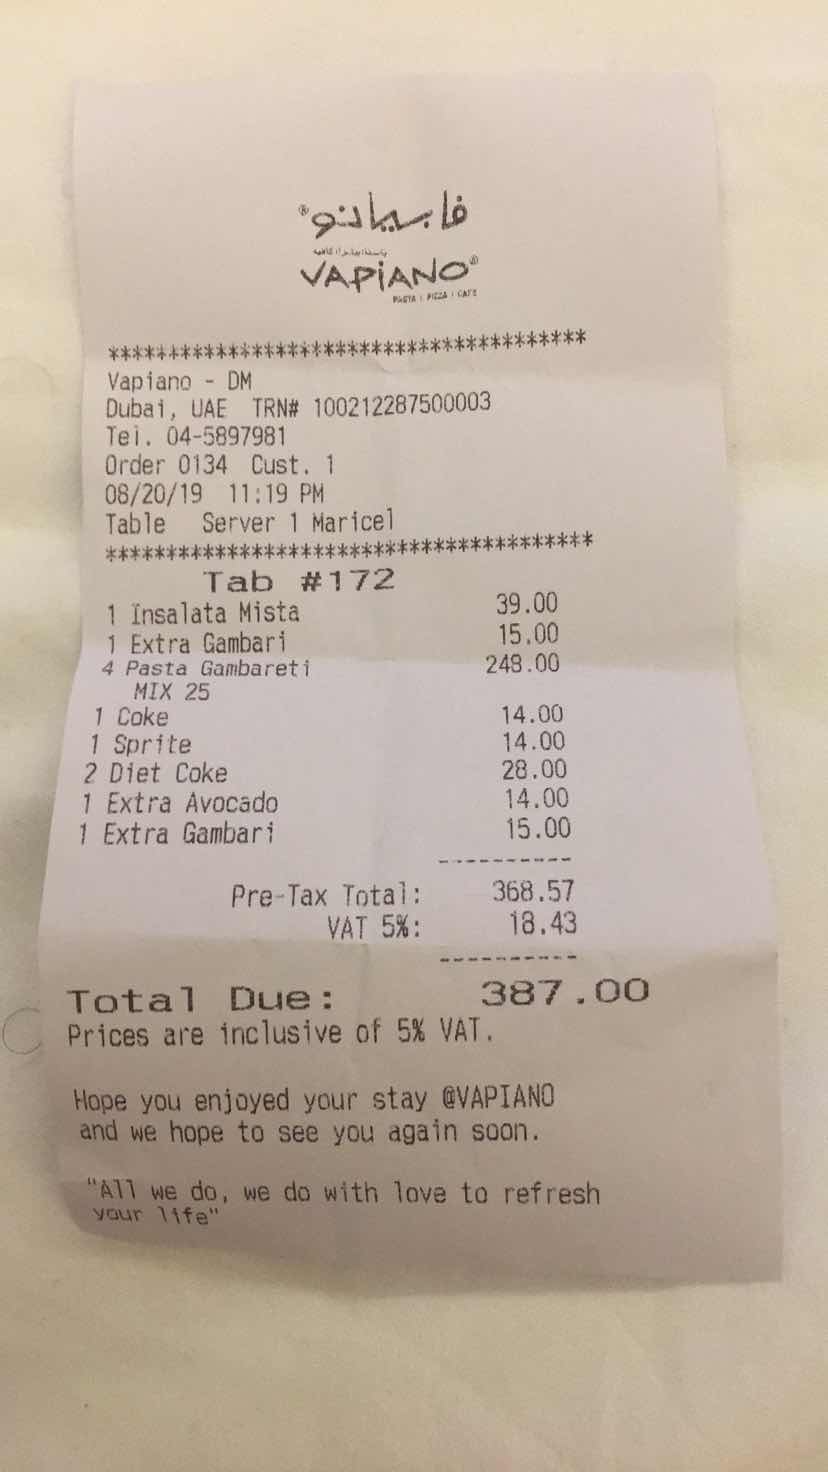 فابيانو®
VAPIANO®
PASTA | PIZZA | CAFE
****************************************
Vapiano - DM
Dubai, UAE TRN# 100212287500003
Tel. 04-5897981
Order 0134 Cust. 1
08/20/19 11:19 PM
Table Server 1 Maricel
****************************************
Tab #172
1 Insalata Mista 39.00
1 Extra Gambari 15.00
4 Pasta Gambareti 248.00
MIX 25
1 Coke 14.00
1 Sprite 14.00
2 Diet Coke 28.00
1 Extra Avocado 14.00
1 Extra Gambari 15.00
-----------
Pre-Tax Total: 368.57
VAT 5%: 18.43
-----------
Total Due: 387.00
Prices are inclusive of 5% VAT.
Hope you enjoyed your stay @VAPIANO
and we hope to see you again soon.
"All we do, we do with love to refresh
your life"